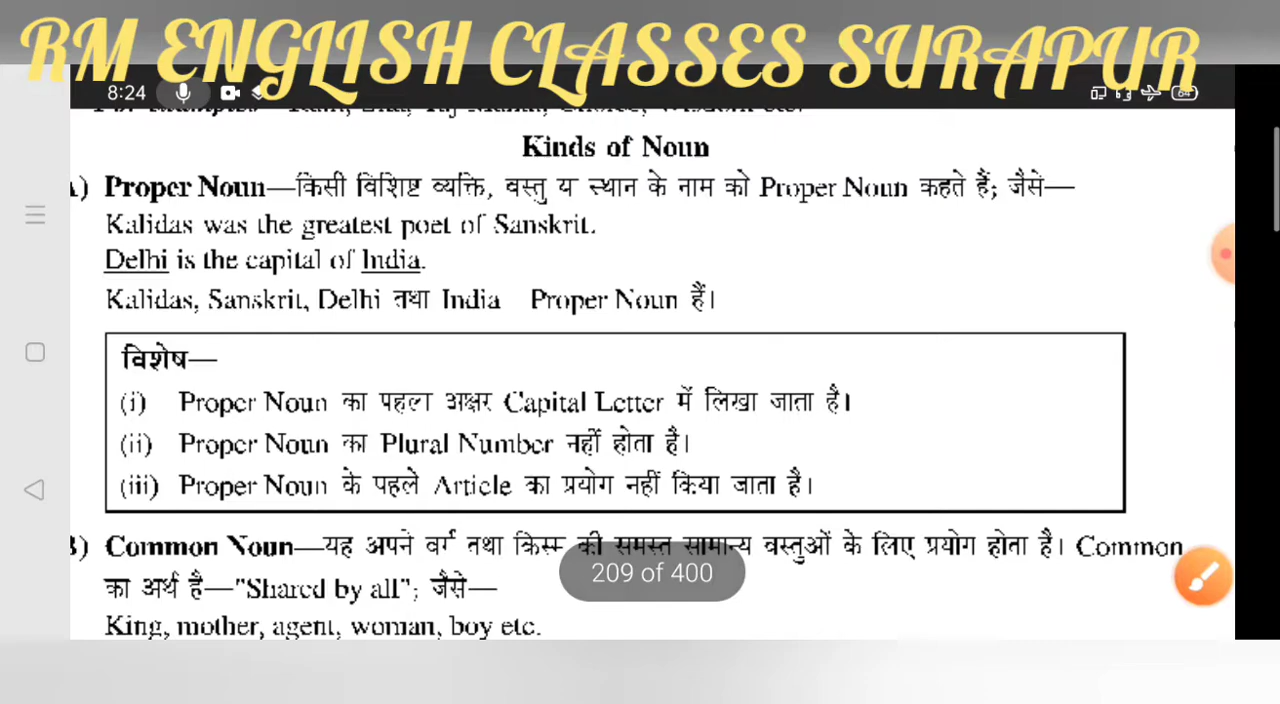 RM ENGLISH CLASSES SURAPUR
8:24
Kinds of Noun
) Proper Noun—किसी विशिष्ट व्यक्ति, वस्तु य स्थान के नाम को Proper Noun कहते हैं; जैसे—
Kalidas was the greatest poet of Sanskrit.
Delhi is the capital of India.
Kalidas, Sanskrit, Delhi तथा India Proper Noun हैं।
विशेष—
(i) Proper Noun का पहला अक्षर Capital Letter में लिखा जाता है।
(ii) Proper Noun का Plural Number नहीं होता है।
(iii) Proper Noun के पहले Article का प्रयोग नहीं किया जाता है।
) Common Noun—यह अपने वर्ग तथा किस्म की समस्त सामान्य वस्तुओं के लिए प्रयोग होता है। Common
209 of 400
का अर्थ है—"Shared by all"; जैसे—
King, mother, agent, woman, boy etc.